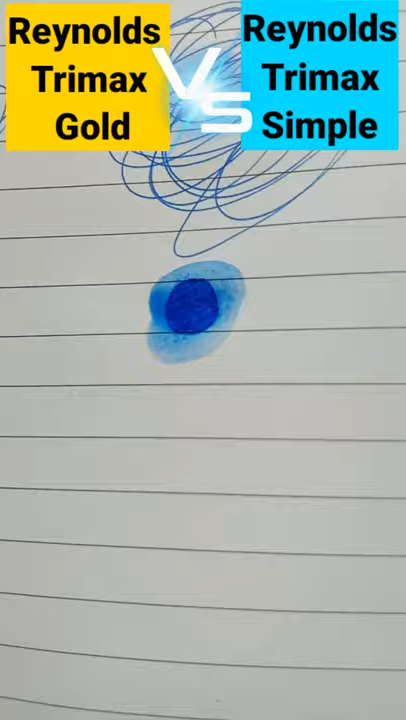 Reynolds
Trimax
Gold
VS
Reynolds
Trimax
Simple